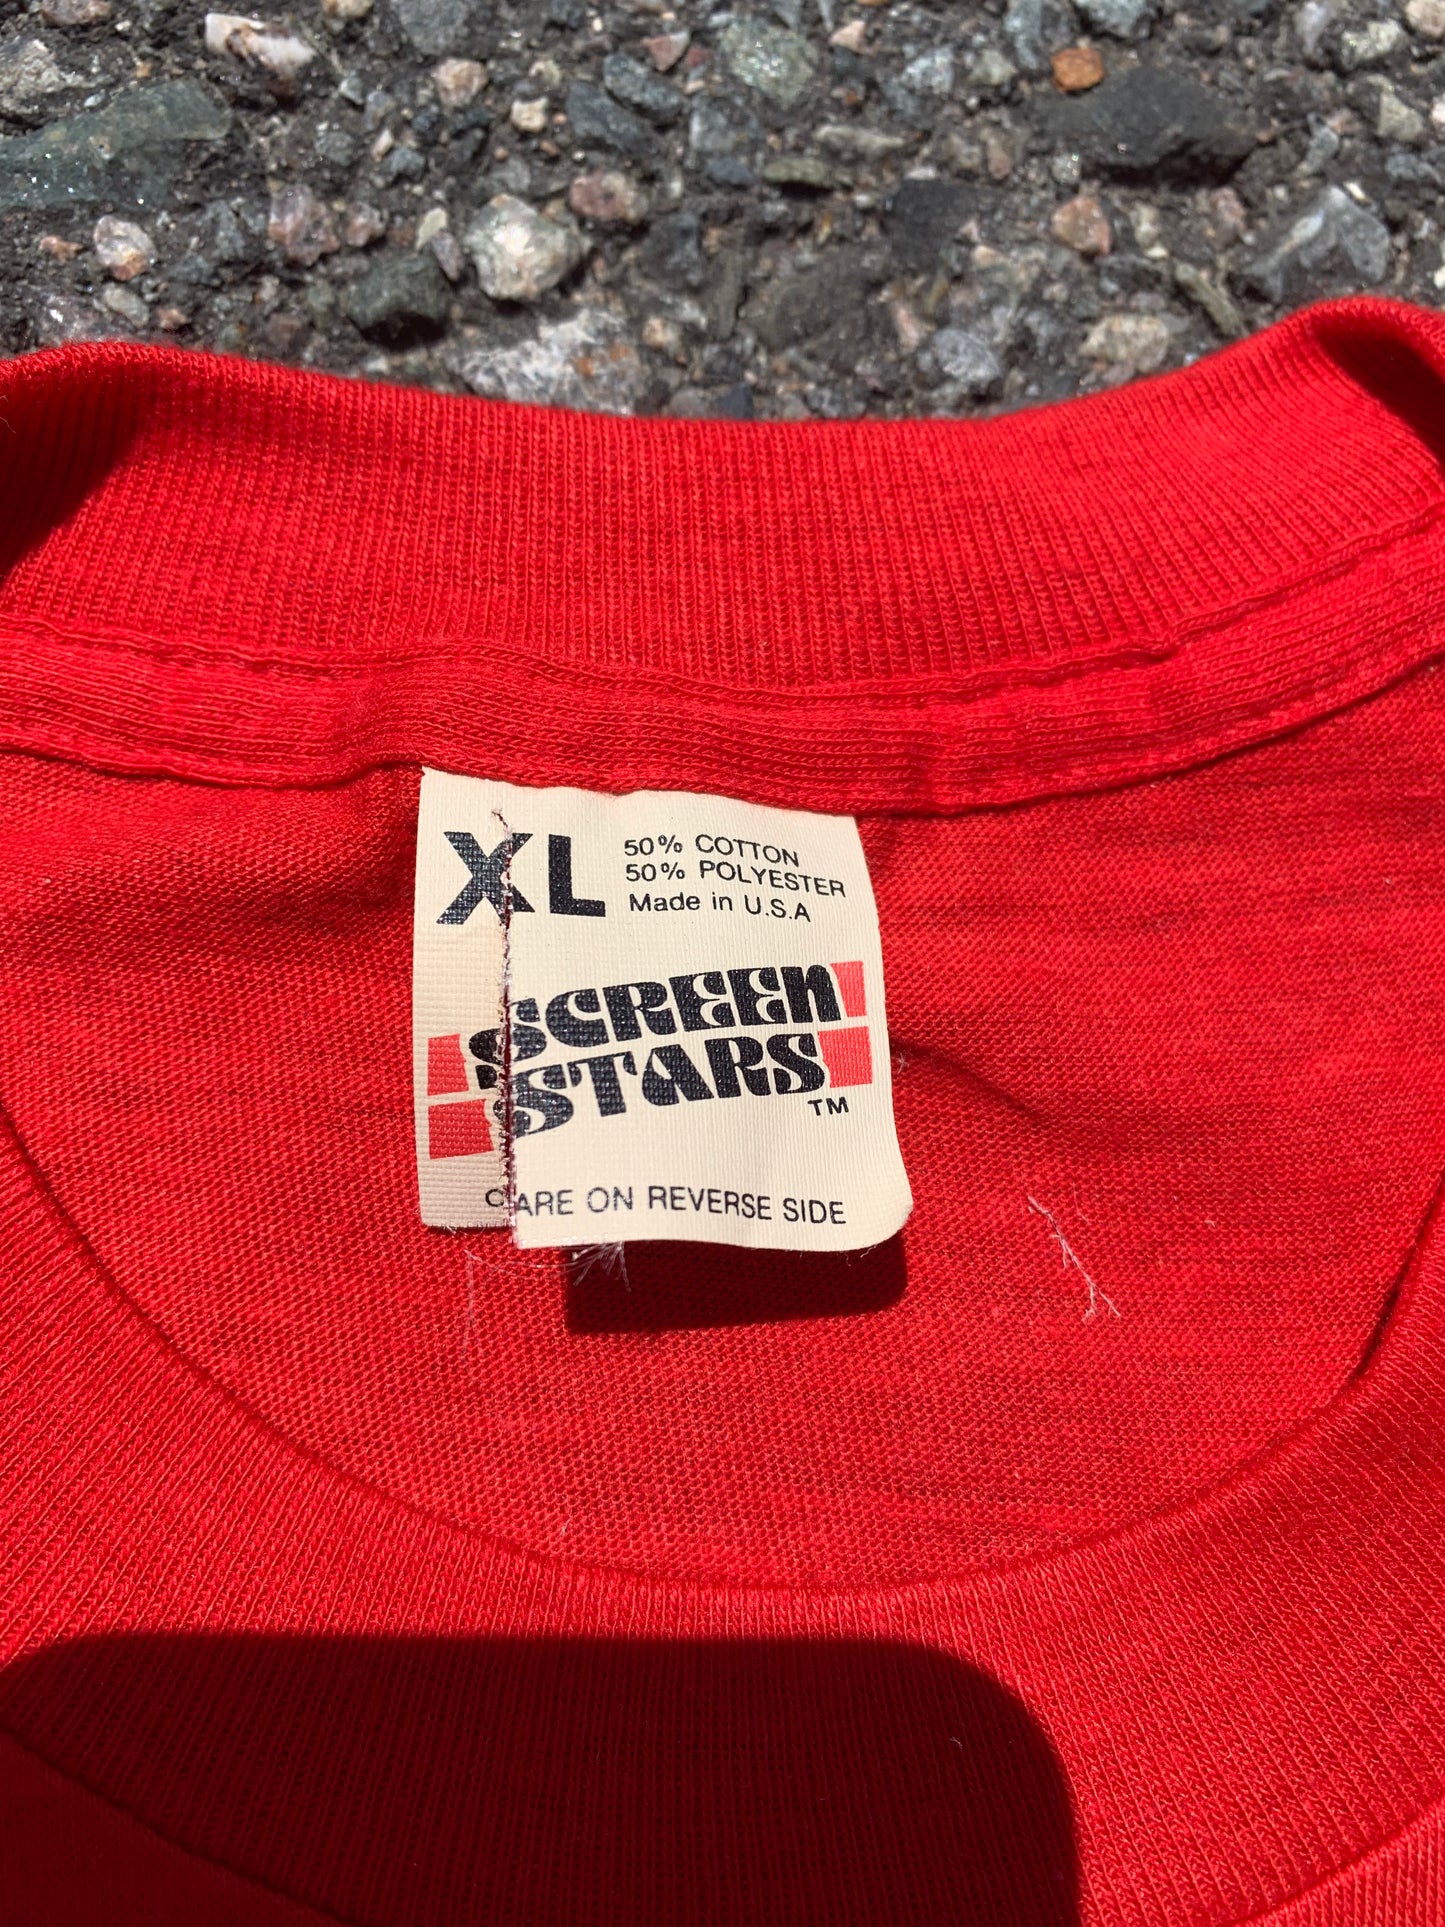 XL
50% COTTON
50% POLYESTER
Made in U.S.A
SCREEN
STARS
TM
CARE ON REVERSE SIDE